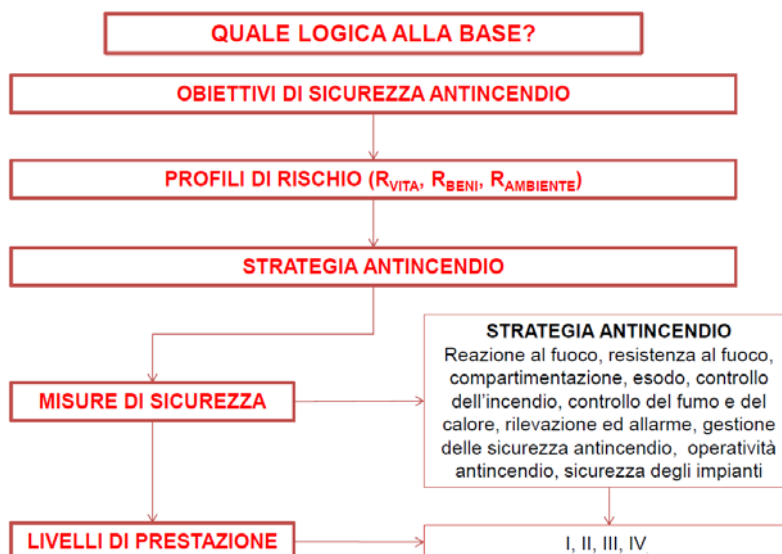 QUALE LOGICA ALLA BASE?
OBIETTIVI DI SICUREZZA ANTINCENDIO
PROFILI DI RISCHIO (RVITA, RBENI, RAMBIENTE)
STRATEGIA ANTINCENDIO
STRATEGIA ANTINCENDIO
Reazione al fuoco, resistenza al fuoco,
compartimentazione, esodo, controllo
dell'incendio, controllo del fumo e del
calore, rilevazione ed allarme, gestione
delle sicurezza antincendio, operatività
antincendio, sicurezza degli impianti
MISURE DI SICUREZZA
LIVELLI DI PRESTAZIONE
I, II, III, IV